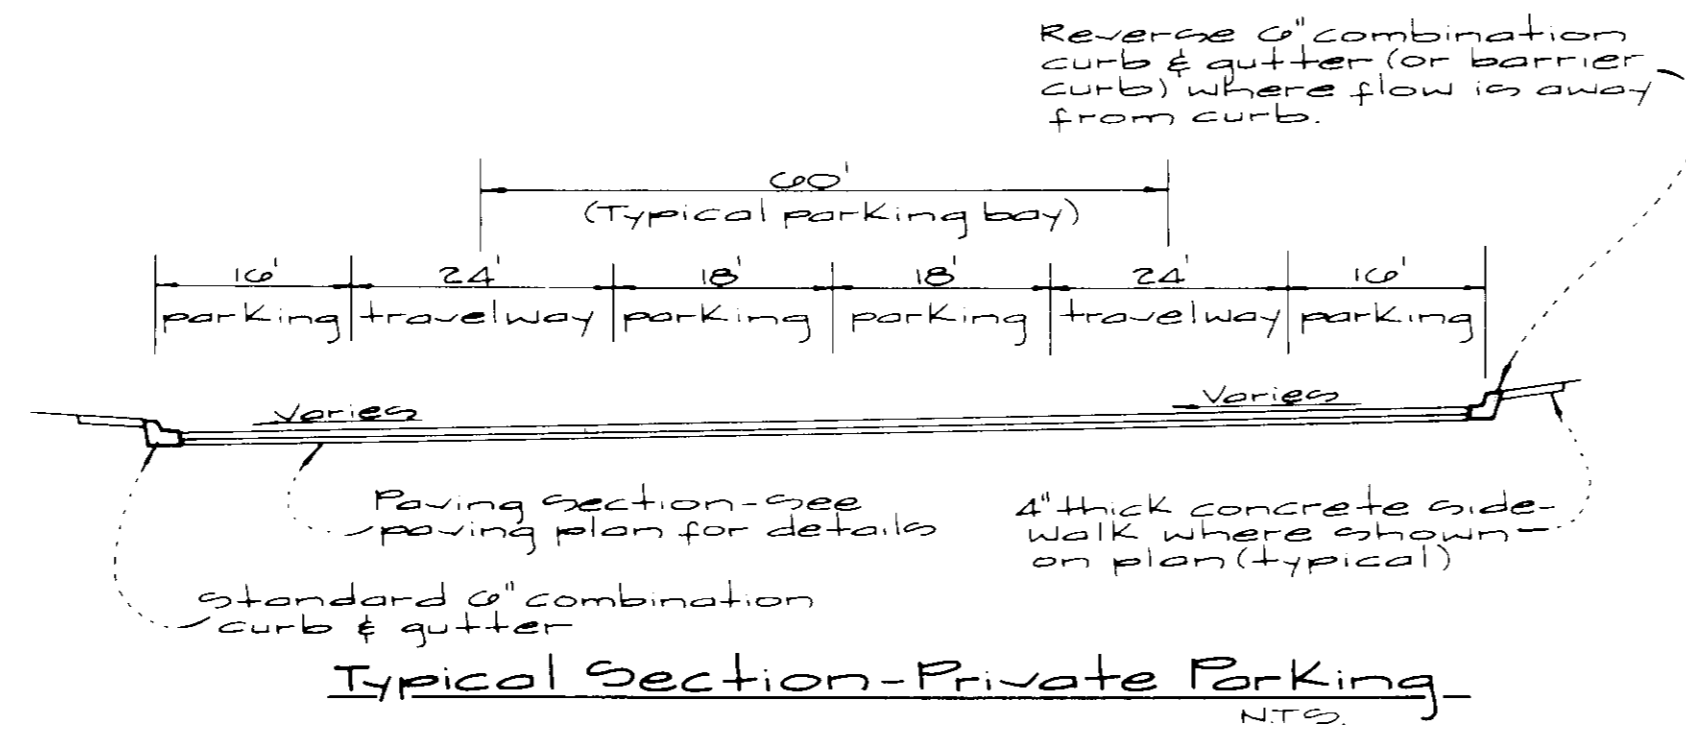 Reverse 6" combination
curb & gutter (or barrier
curb) where flow is away
from curb.
60'
(Typical parking bay)
16' 24' 18' 18' 24' 16'
parking travelway parking parking travelway parking
Varies Varies
Paving section-see
paving plan for details
4" thick concrete side-
walk where shown
on plan (typical)
Standard 6" combination
curb & gutter
Typical Section-Private Parking
N.T.S.